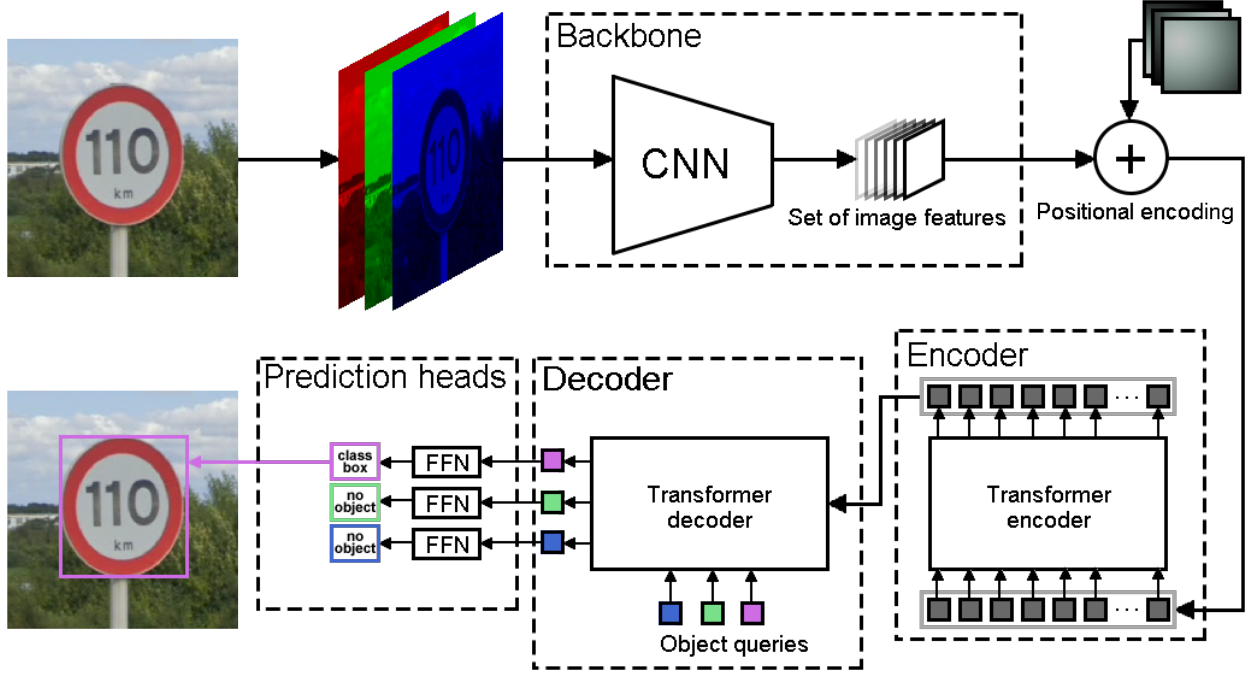 Backbone
110
km
110
CNN
+
Set of image features
Positional encoding
Encoder
Prediction heads
Decoder
110
km
class
box
FFN
no
object
FFN
no
object
FFN
Transformer
decoder
Transformer
encoder
...
...
Object queries